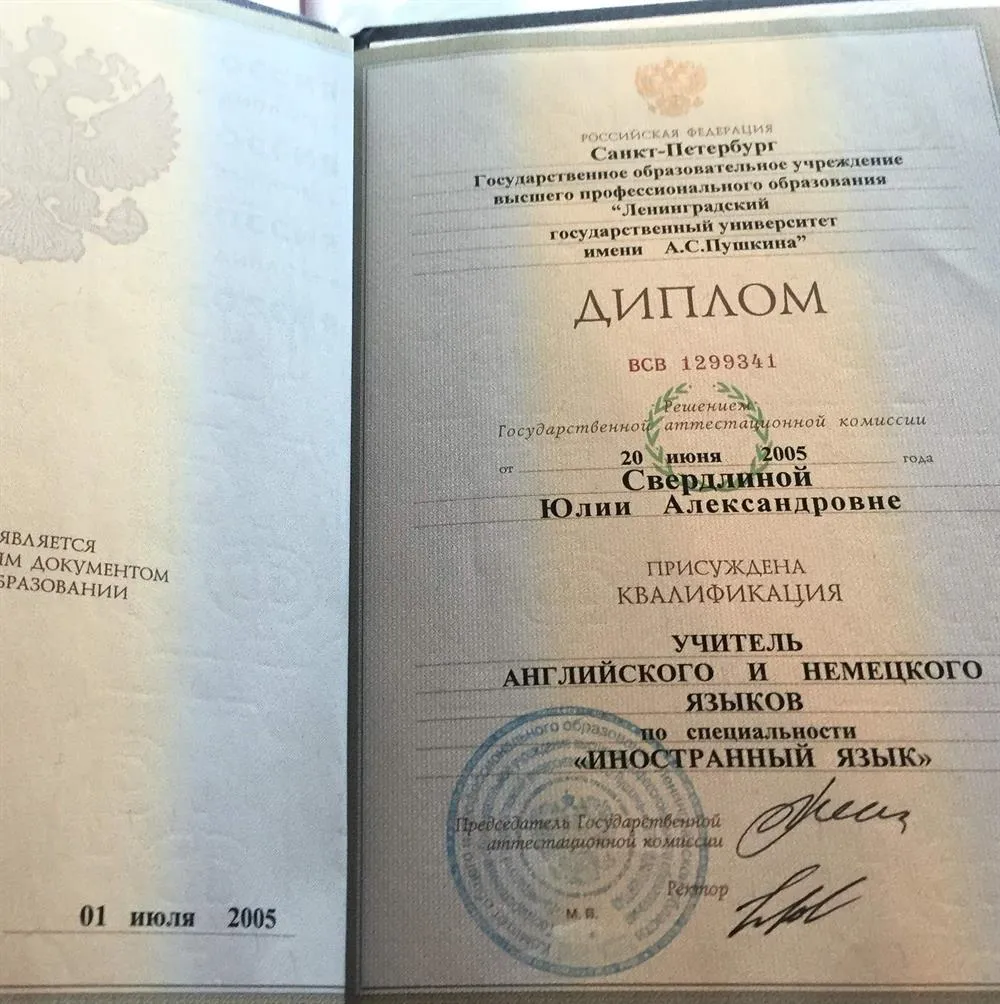 ЯВЛЯЕТСЯ
ДОКУМЕНТОМ
01 июля 2005
РОССИЙСКАЯ ФЕДЕРАЦИЯ
Санкт-Петербург
Государственное образовательное учреждение
высшего профессионального образования
“Ленинградский
государственный университет
имени А.С.Пушкина”
ДИПЛОМ
ВСВ 1299341
Решением
Государственной аттестационной комиссии
от 20 июня 2005 года
Свердлиной
Юлии Александровне
ПРИСУЖДЕНА
КВАЛИФИКАЦИЯ
УЧИТЕЛЬ
АНГЛИЙСКОГО И НЕМЕЦКОГО
ЯЗЫКОВ
по специальности
«ИНОСТРАННЫЙ ЯЗЫК»
Председатель Государственной
аттестационной комиссии
Ректор
М. П.